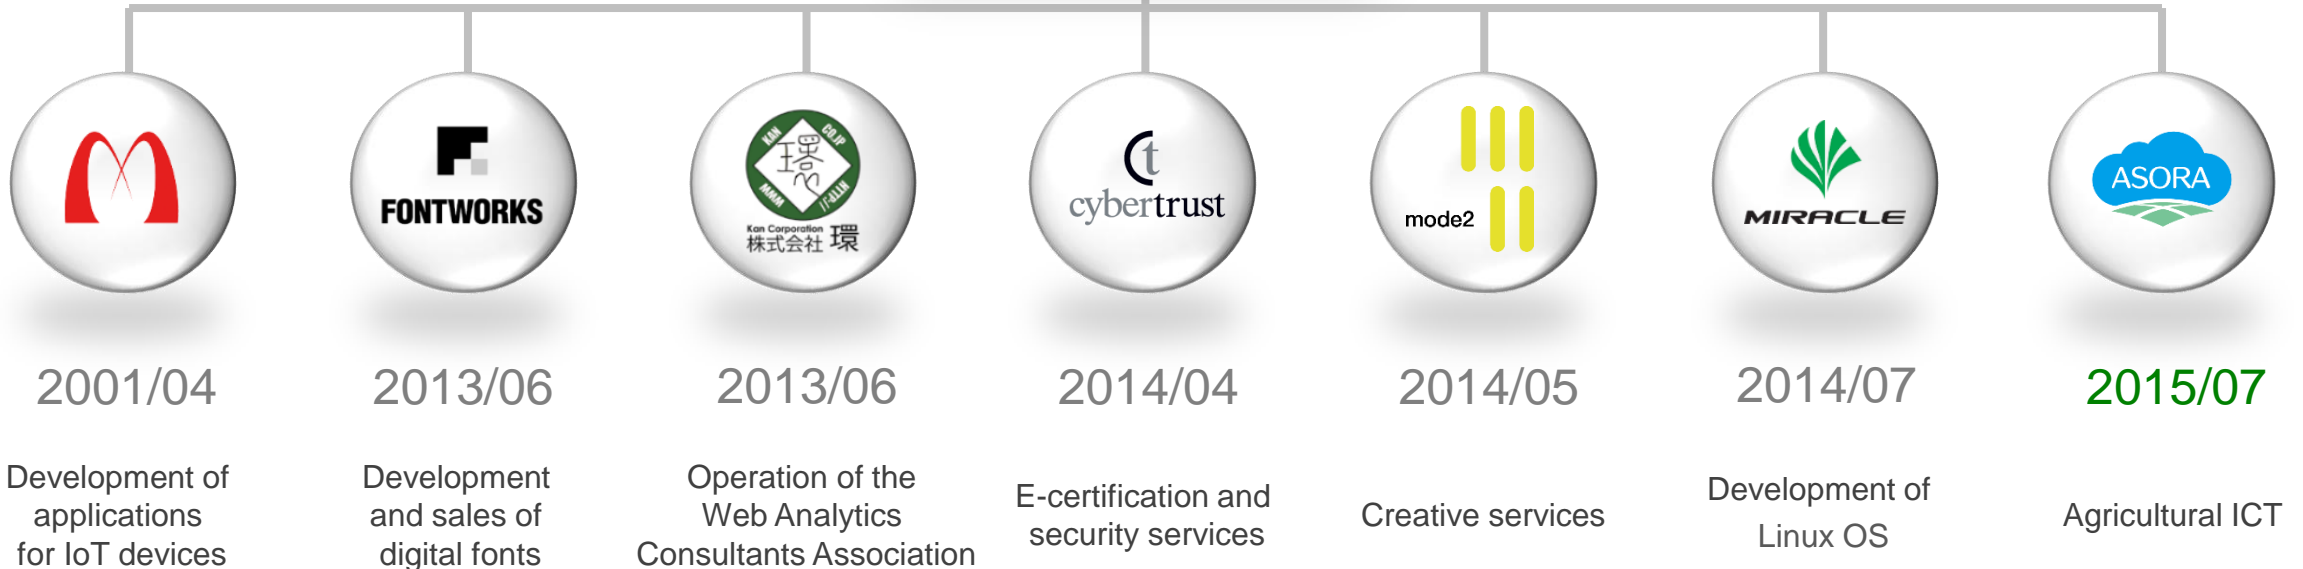 FONTWORKS
KAN
CO.JP
WWW
HTTP://
環
Kan Corporation
株式会社 環
Ct
cybertrust
mode2
MIRACLE
ASORA
2001/04
2013/06
2013/06
2014/04
2014/05
2014/07
2015/07
Development of
applications
for IoT devices
Development
and sales of
digital fonts
Operation of the
Web Analytics
Consultants Association
E-certification and
security services
Creative services
Development of
Linux OS
Agricultural ICT